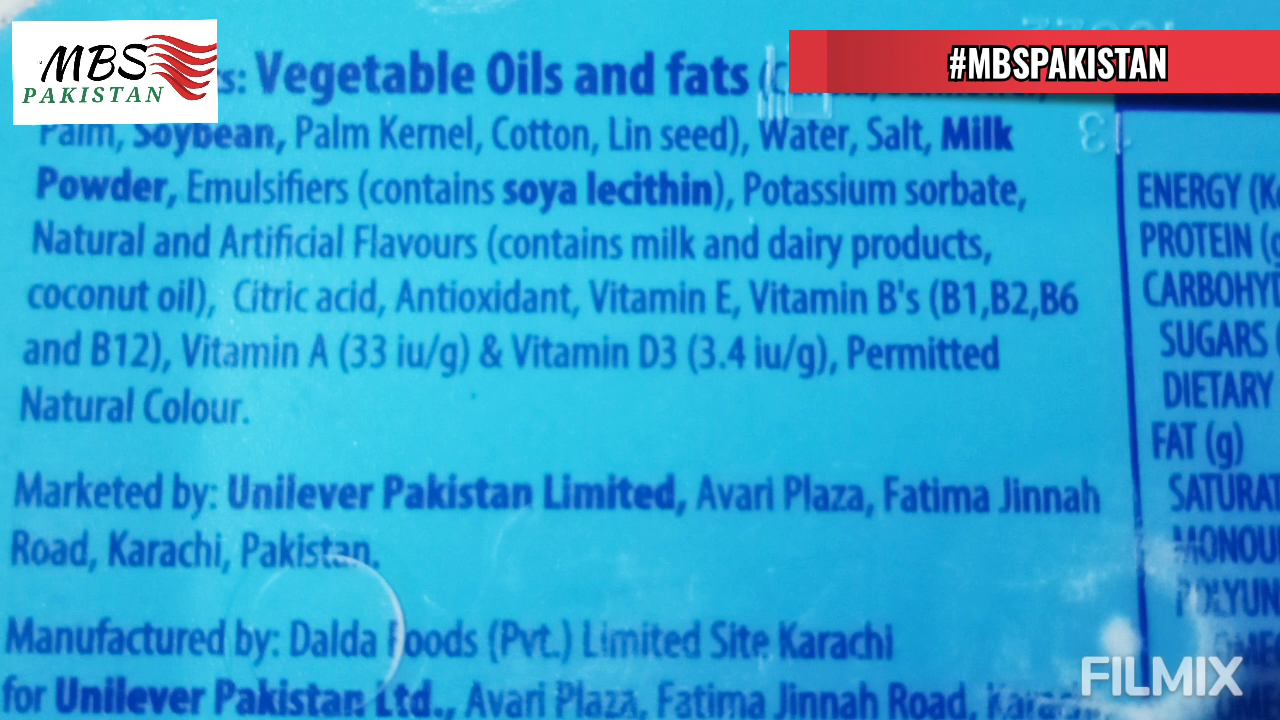 MBS
PAKISTAN
#MBSPAKISTAN
Vegetable Oils and fats
Palm, Soybean, Palm Kernel, Cotton, Lin seed), Water, Salt, Milk
Powder, Emulsifiers (contains soya lecithin), Potassium sorbate,
Natural and Artificial Flavours (contains milk and dairy products,
coconut oil), Citric acid, Antioxidant, Vitamin E, Vitamin B's (B1,B2,B6
and B12), Vitamin A (33 iu/g) & Vitamin D3 (3.4 iu/g), Permitted
Natural Colour.
Marketed by: Unilever Pakistan Limited, Avari Plaza, Fatima Jinnah
Road, Karachi, Pakistan.
Manufactured by: Dalda Foods (Pvt.) Limited Site Karachi
for Unilever Pakistan Ltd., Avari Plaza, Fatima Jinnah Road,
13
ENERGY
PROTEIN
SUGARS
DIETARY
FAT (g)
FILMIX